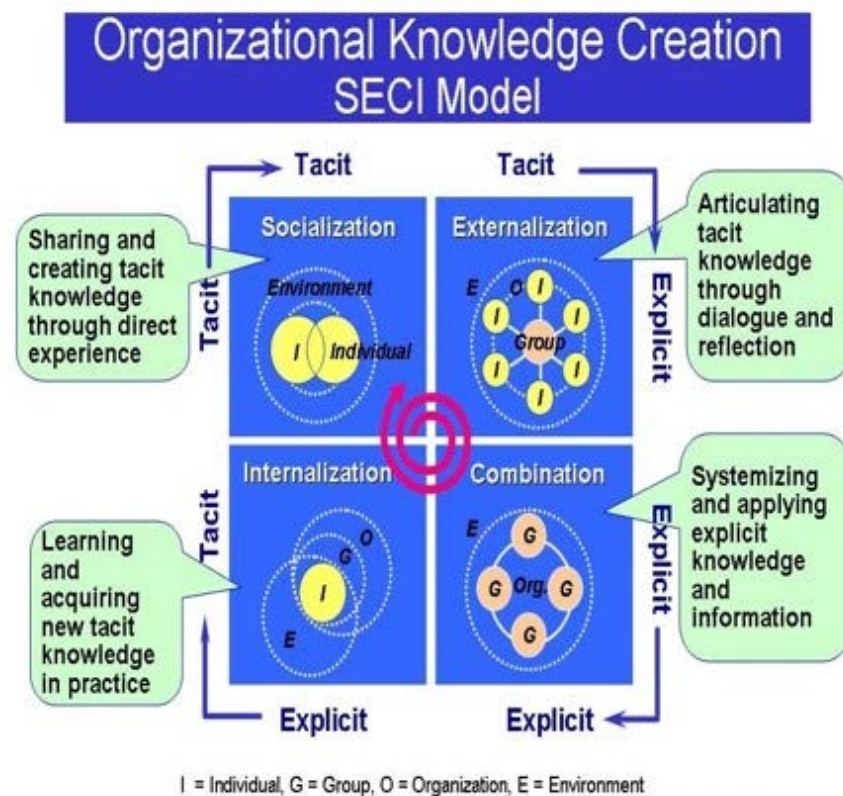 Organizational Knowledge Creation
SECI Model
Tacit
Tacit
Sharing and
creating tacit
knowledge
through direct
experience
Tacit
Socialization
Environment
I
Individual
Externalization
E
O
I
I
I
Group
I
I
I
Explicit
Articulating
tacit
knowledge
through
dialogue and
reflection
Learning
and
acquiring
new tacit
knowledge
in practice
Tacit
Internalization
O
G
I
E
Combination
E
G
G
Org.
G
G
Explicit
Systemizing
and applying
explicit
knowledge
and
information
Explicit
Explicit
I = Individual, G = Group, O = Organization, E = Environment